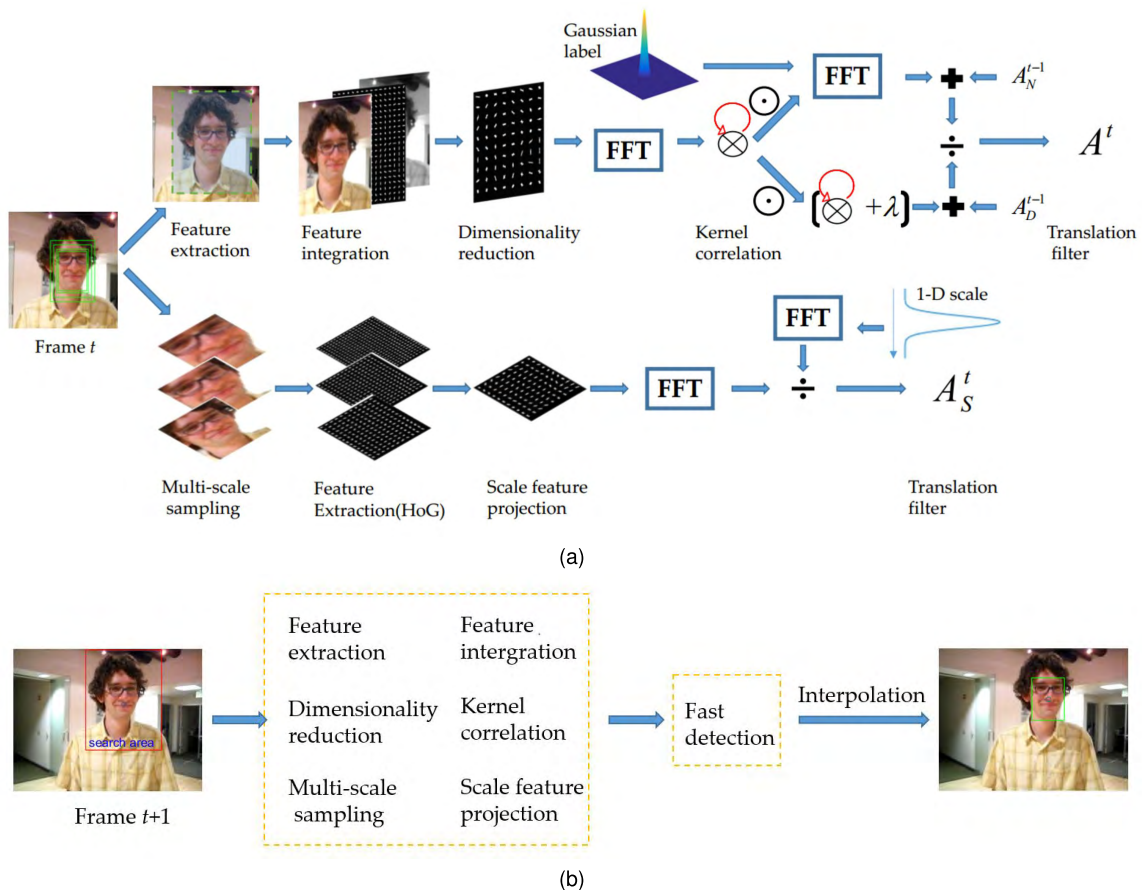 Gaussian
label
FFT
A_N^{t-1}
FFT
÷
A^t
Feature
extraction
Feature
integration
Dimensionality
reduction
Kernel
correlation
+λ
A_D^{t-1}
Translation
filter
Frame t
1-D scale
FFT
FFT
÷
A_S^t
Multi-scale
sampling
Feature
Extraction(HoG)
Scale feature
projection
Translation
filter
(a)
Feature
extraction
Feature
intergration
Dimensionality
reduction
Kernel
correlation
Multi-scale
sampling
Scale feature
projection
search area
Frame t+1
Fast
detection
Interpolation
(b)